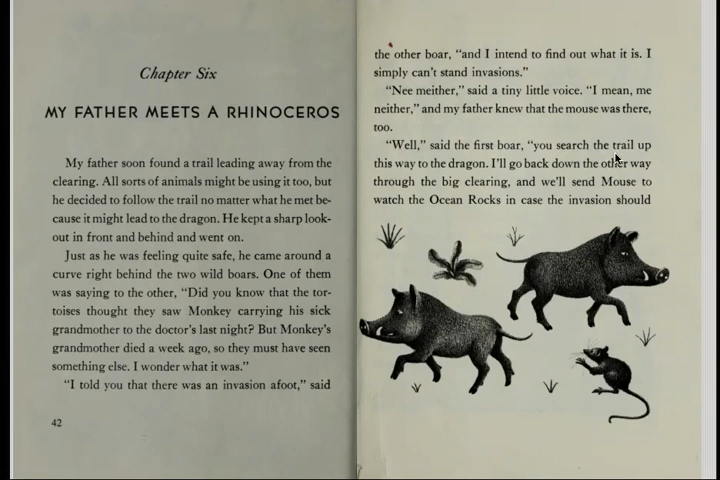 Chapter Six
MY FATHER MEETS A RHINOCEROS
My father soon found a trail leading away from the
clearing. All sorts of animals might be using it too, but
he decided to follow the trail no matter what he met be-
cause it might lead to the dragon. He kept a sharp look-
out in front and behind and went on.
Just as he was feeling quite safe, he came around a
curve right behind the two wild boars. One of them
was saying to the other, “Did you know that the tor-
toises thought they saw Monkey carrying his sick
grandmother to the doctor’s last night? But Monkey’s
grandmother died a week ago, so they must have seen
something else. I wonder what it was.”
“I told you that there was an invasion afoot,” said
42
the other boar, “and I intend to find out what it is. I
simply can’t stand invasions.”
“Nee meither,” said a tiny little voice. “I mean, me
neither,” and my father knew that the mouse was there,
too.
“Well,” said the first boar, “you search the trail up
this way to the dragon. I’ll go back down the other way
through the big clearing, and we’ll send Mouse to
watch the Ocean Rocks in case the invasion should